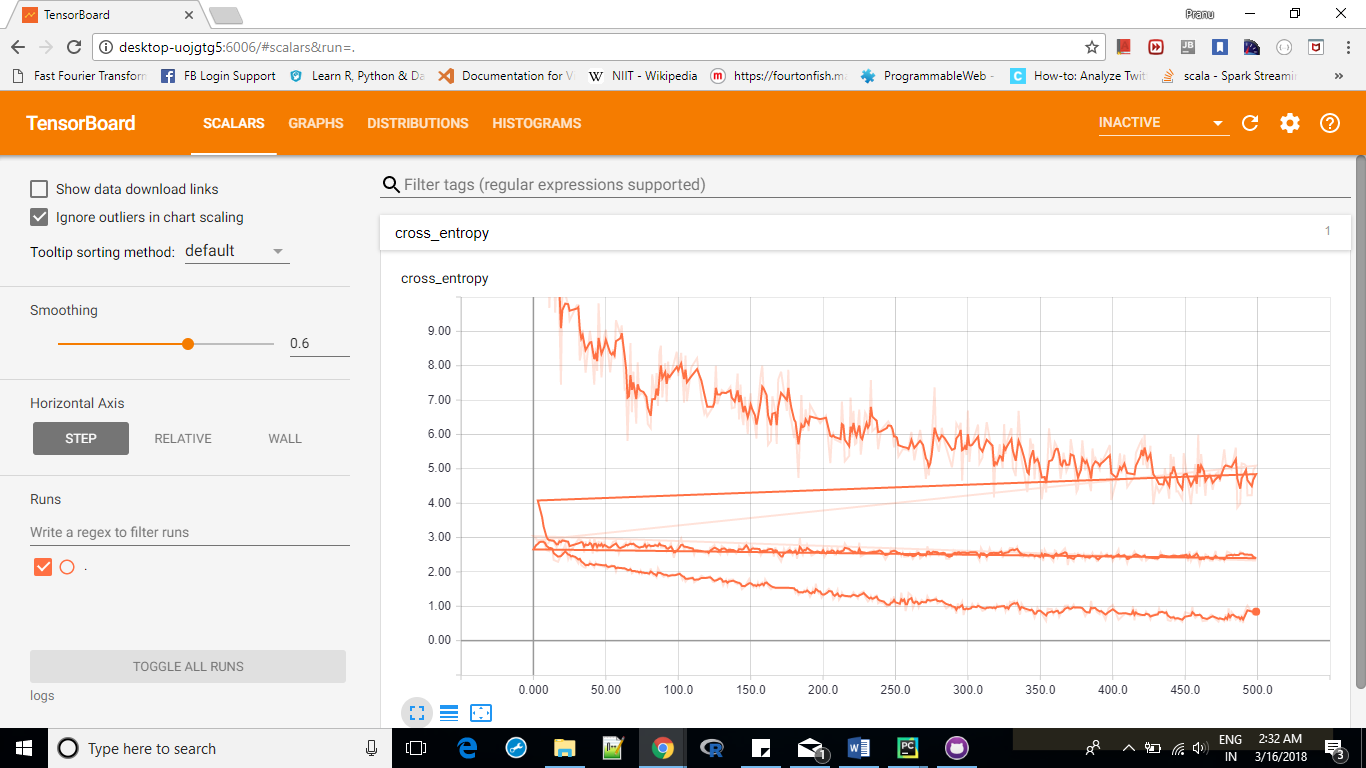 TensorBoard
Pranu
desktop-uojgtg5:6006/#scalars&run=.
JB
Fast Fourier Transform
FB Login Support
Learn R, Python & Da
Documentation for V
W NIIT - Wikipedia
m https://fourtonfish.ma
ProgrammableWeb -
C How-to: Analyze Twit
scala - Spark Streami
»
TensorBoard SCALARS GRAPHS DISTRIBUTIONS HISTOGRAMS INACTIVE
Show data download links
Ignore outliers in chart scaling
Tooltip sorting method: default
Smoothing
0.6
Horizontal Axis
STEP RELATIVE WALL
Runs
Write a regex to filter runs
.
TOGGLE ALL RUNS
logs
Filter tags (regular expressions supported)
cross_entropy 1
cross_entropy
9.00
8.00
7.00
6.00
5.00
4.00
3.00
2.00
1.00
0.00
0.000 50.00 100.0 150.0 200.0 250.0 300.0 350.0 400.0 450.0 500.0
Type here to search
ENG
IN
2:32 AM
3/16/2018
1
3